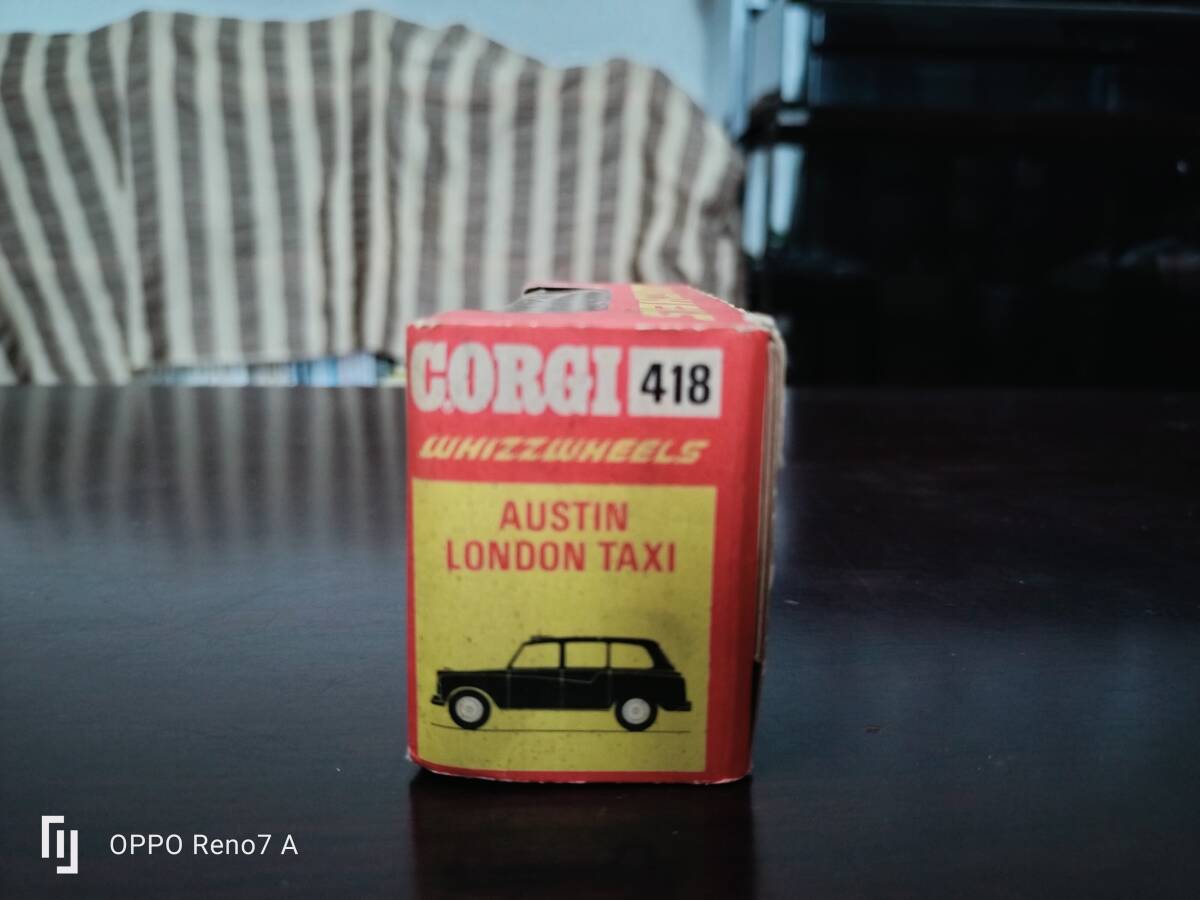 CORGI 418
WHIZZWHEELS
AUSTIN
LONDON TAXI
OPPO Reno7 A